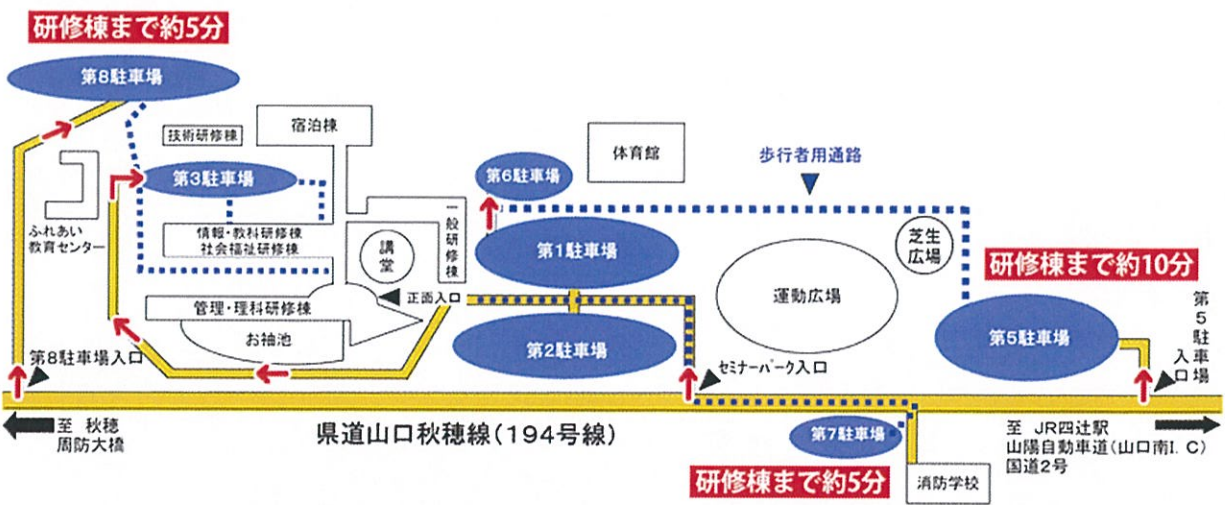 研修棟まで約5分
第8駐車場
技術研修棟
宿泊棟
体育館
歩行者用通路
第3駐車場
第6駐車場
ふれあい
教育センター
情報・教科研修棟
社会福祉研修棟
講堂
一般研修棟
第1駐車場
芝生
広場
研修棟まで約10分
管理・理科研修棟
正面入口
運動広場
お袖池
第2駐車場
第5駐車場
第5駐車場
入口
第8駐車場入口
セミナーパーク入口
至 秋穂
周防大橋
県道山口秋穂線(194号線)
第7駐車場
至 JR四辻駅
山陽自動車道(山口南I.C)
国道2号
研修棟まで約5分
消防学校